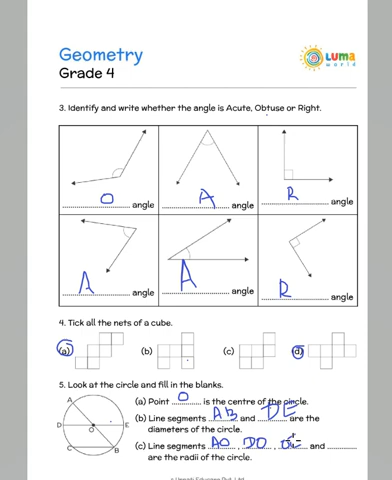 Geometry
Grade 4
LUMA
world
3. Identify and write whether the angle is Acute, Obtuse or Right.
O angle A angle R angle
A angle A angle R angle
4. Tick all the nets of a cube.
(a) (b) (c) (d)
5. Look at the circle and fill in the blanks.
A D E O C B
(a) Point O is the centre of the circle.
(b) Line segments AB and DE are the
diameters of the circle.
(c) Line segments AO, DO, and
are the radii of the circle.